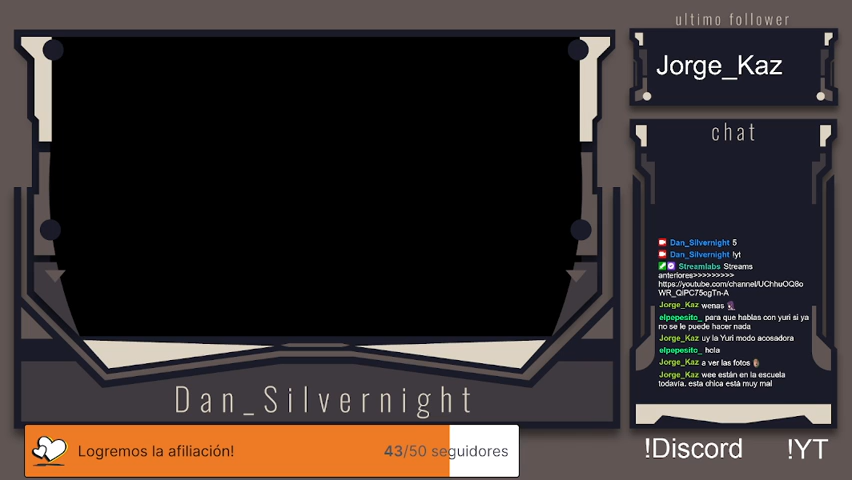 ultimo follower
Jorge_Kaz
chat
Dan_Silvernight 5
Dan_Silvernight !yt
Streamlabs Streams
anteriores>>>>>>>>>
https://youtube.com/channel/UChhuOQ8o
WR_QiPC75ogTn-A
Jorge_Kaz wenas
elpepesito_ para que hablas con yuri si ya
no se le puede hacer nada
Jorge_Kaz uy la Yuri modo acosadora
elpepesito_ hola
Jorge_Kaz a ver las fotos
Jorge_Kaz wee están en la escuela
todavía. esta chica está muy mal
Dan_Silvernight
Logremos la afiliación!
43/50 seguidores
!Discord
!YT